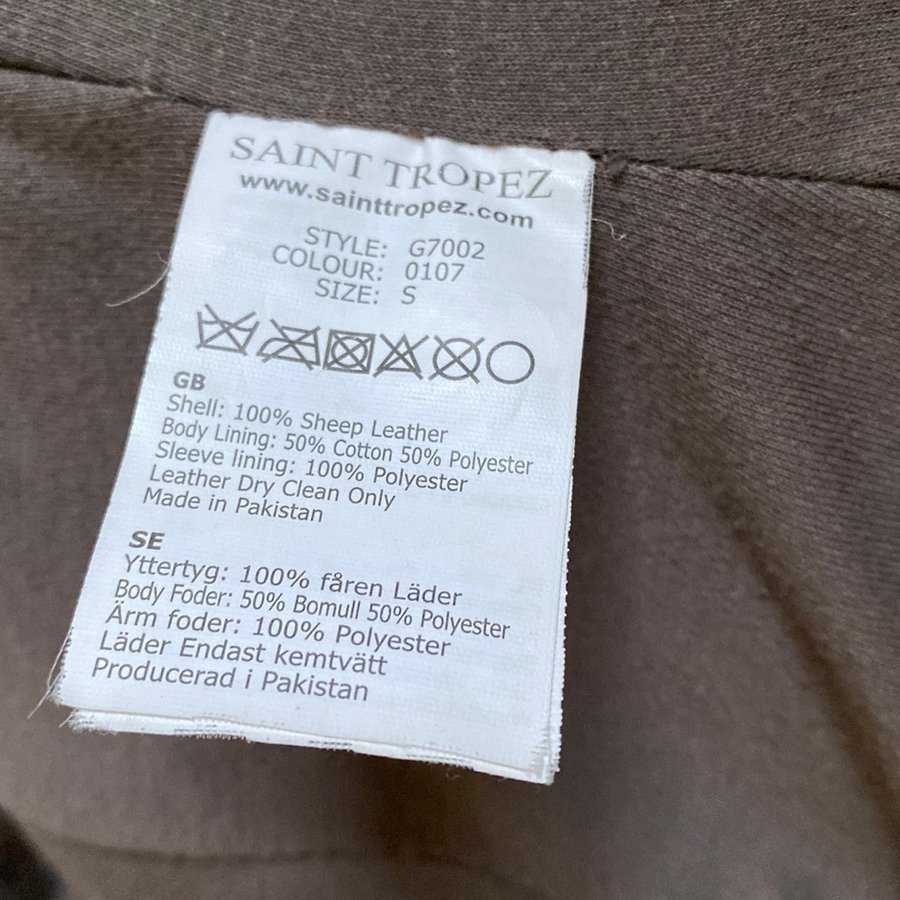 SAINT TROPEZ
www.sainttropez.com
STYLE: G7002
COLOUR: 0107
SIZE: S
GB
Shell: 100% Sheep Leather
Body Lining: 50% Cotton 50% Polyester
Sleeve lining: 100% Polyester
Leather Dry Clean Only
Made in Pakistan
SE
Yttertyg: 100% fåren Läder
Body Foder: 50% Bomull 50% Polyester
Ärm foder: 100% Polyester
Läder Endast kemtvätt
Producerad i Pakistan